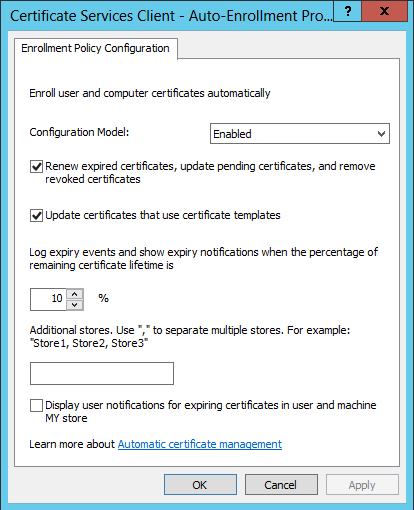 Certificate Services Client - Auto-Enrollment Pro... ? x
Enrollment Policy Configuration
Enroll user and computer certificates automatically
Configuration Model: Enabled
Renew expired certificates, update pending certificates, and remove
revoked certificates
Update certificates that use certificate templates
Log expiry events and show expiry notifications when the percentage of
remaining certificate lifetime is
10 %
Additional stores. Use "," to separate multiple stores. For example:
"Store1, Store2, Store3"
Display user notifications for expiring certificates in user and machine
MY store
Learn more about Automatic certificate management
OK Cancel Apply